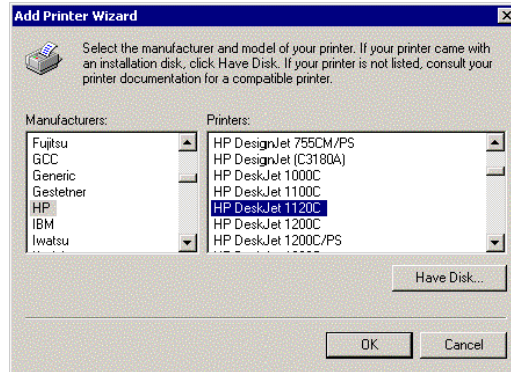 Add Printer Wizard
Select the manufacturer and model of your printer. If your printer came with
an installation disk, click Have Disk. If your printer is not listed, consult your
printer documentation for a compatible printer.
Manufacturers:
Fujitsu
GCC
Generic
Gestetner
HP
IBM
Iwatsu
Printers:
HP DesignJet 755CM/PS
HP DesignJet (C3180A)
HP DeskJet 1000C
HP DeskJet 1100C
HP DeskJet 1120C
HP DeskJet 1200C
HP DeskJet 1200C/PS
Have Disk...
OK
Cancel